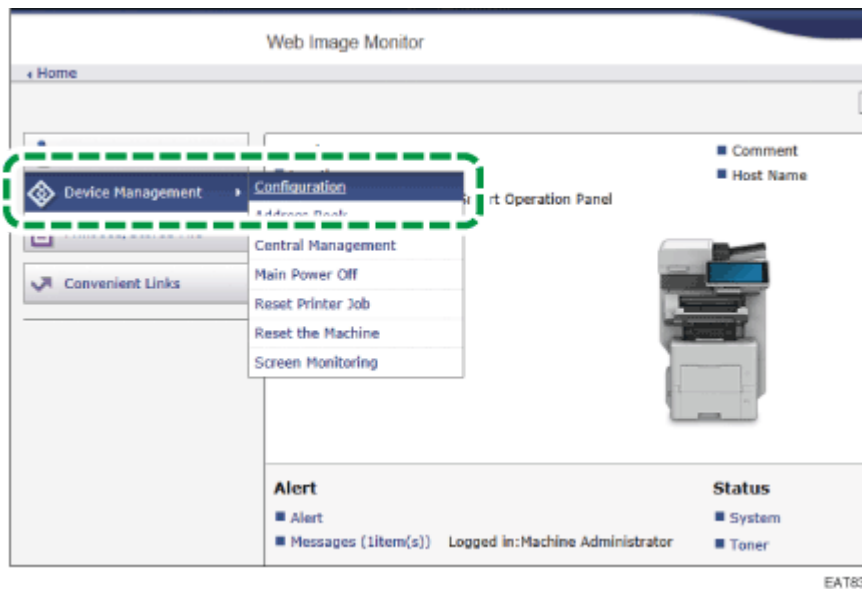 Web Image Monitor
Home
Comment
Host Name
Device Management
Configuration
rt Operation Panel
Address Book
Central Management
Convenient Links
Main Power Off
Reset Printer Job
Reset the Machine
Screen Monitoring
Alert
Status
Alert
System
Messages (1item(s)) Logged in:Machine Administrator
Toner
EAT83